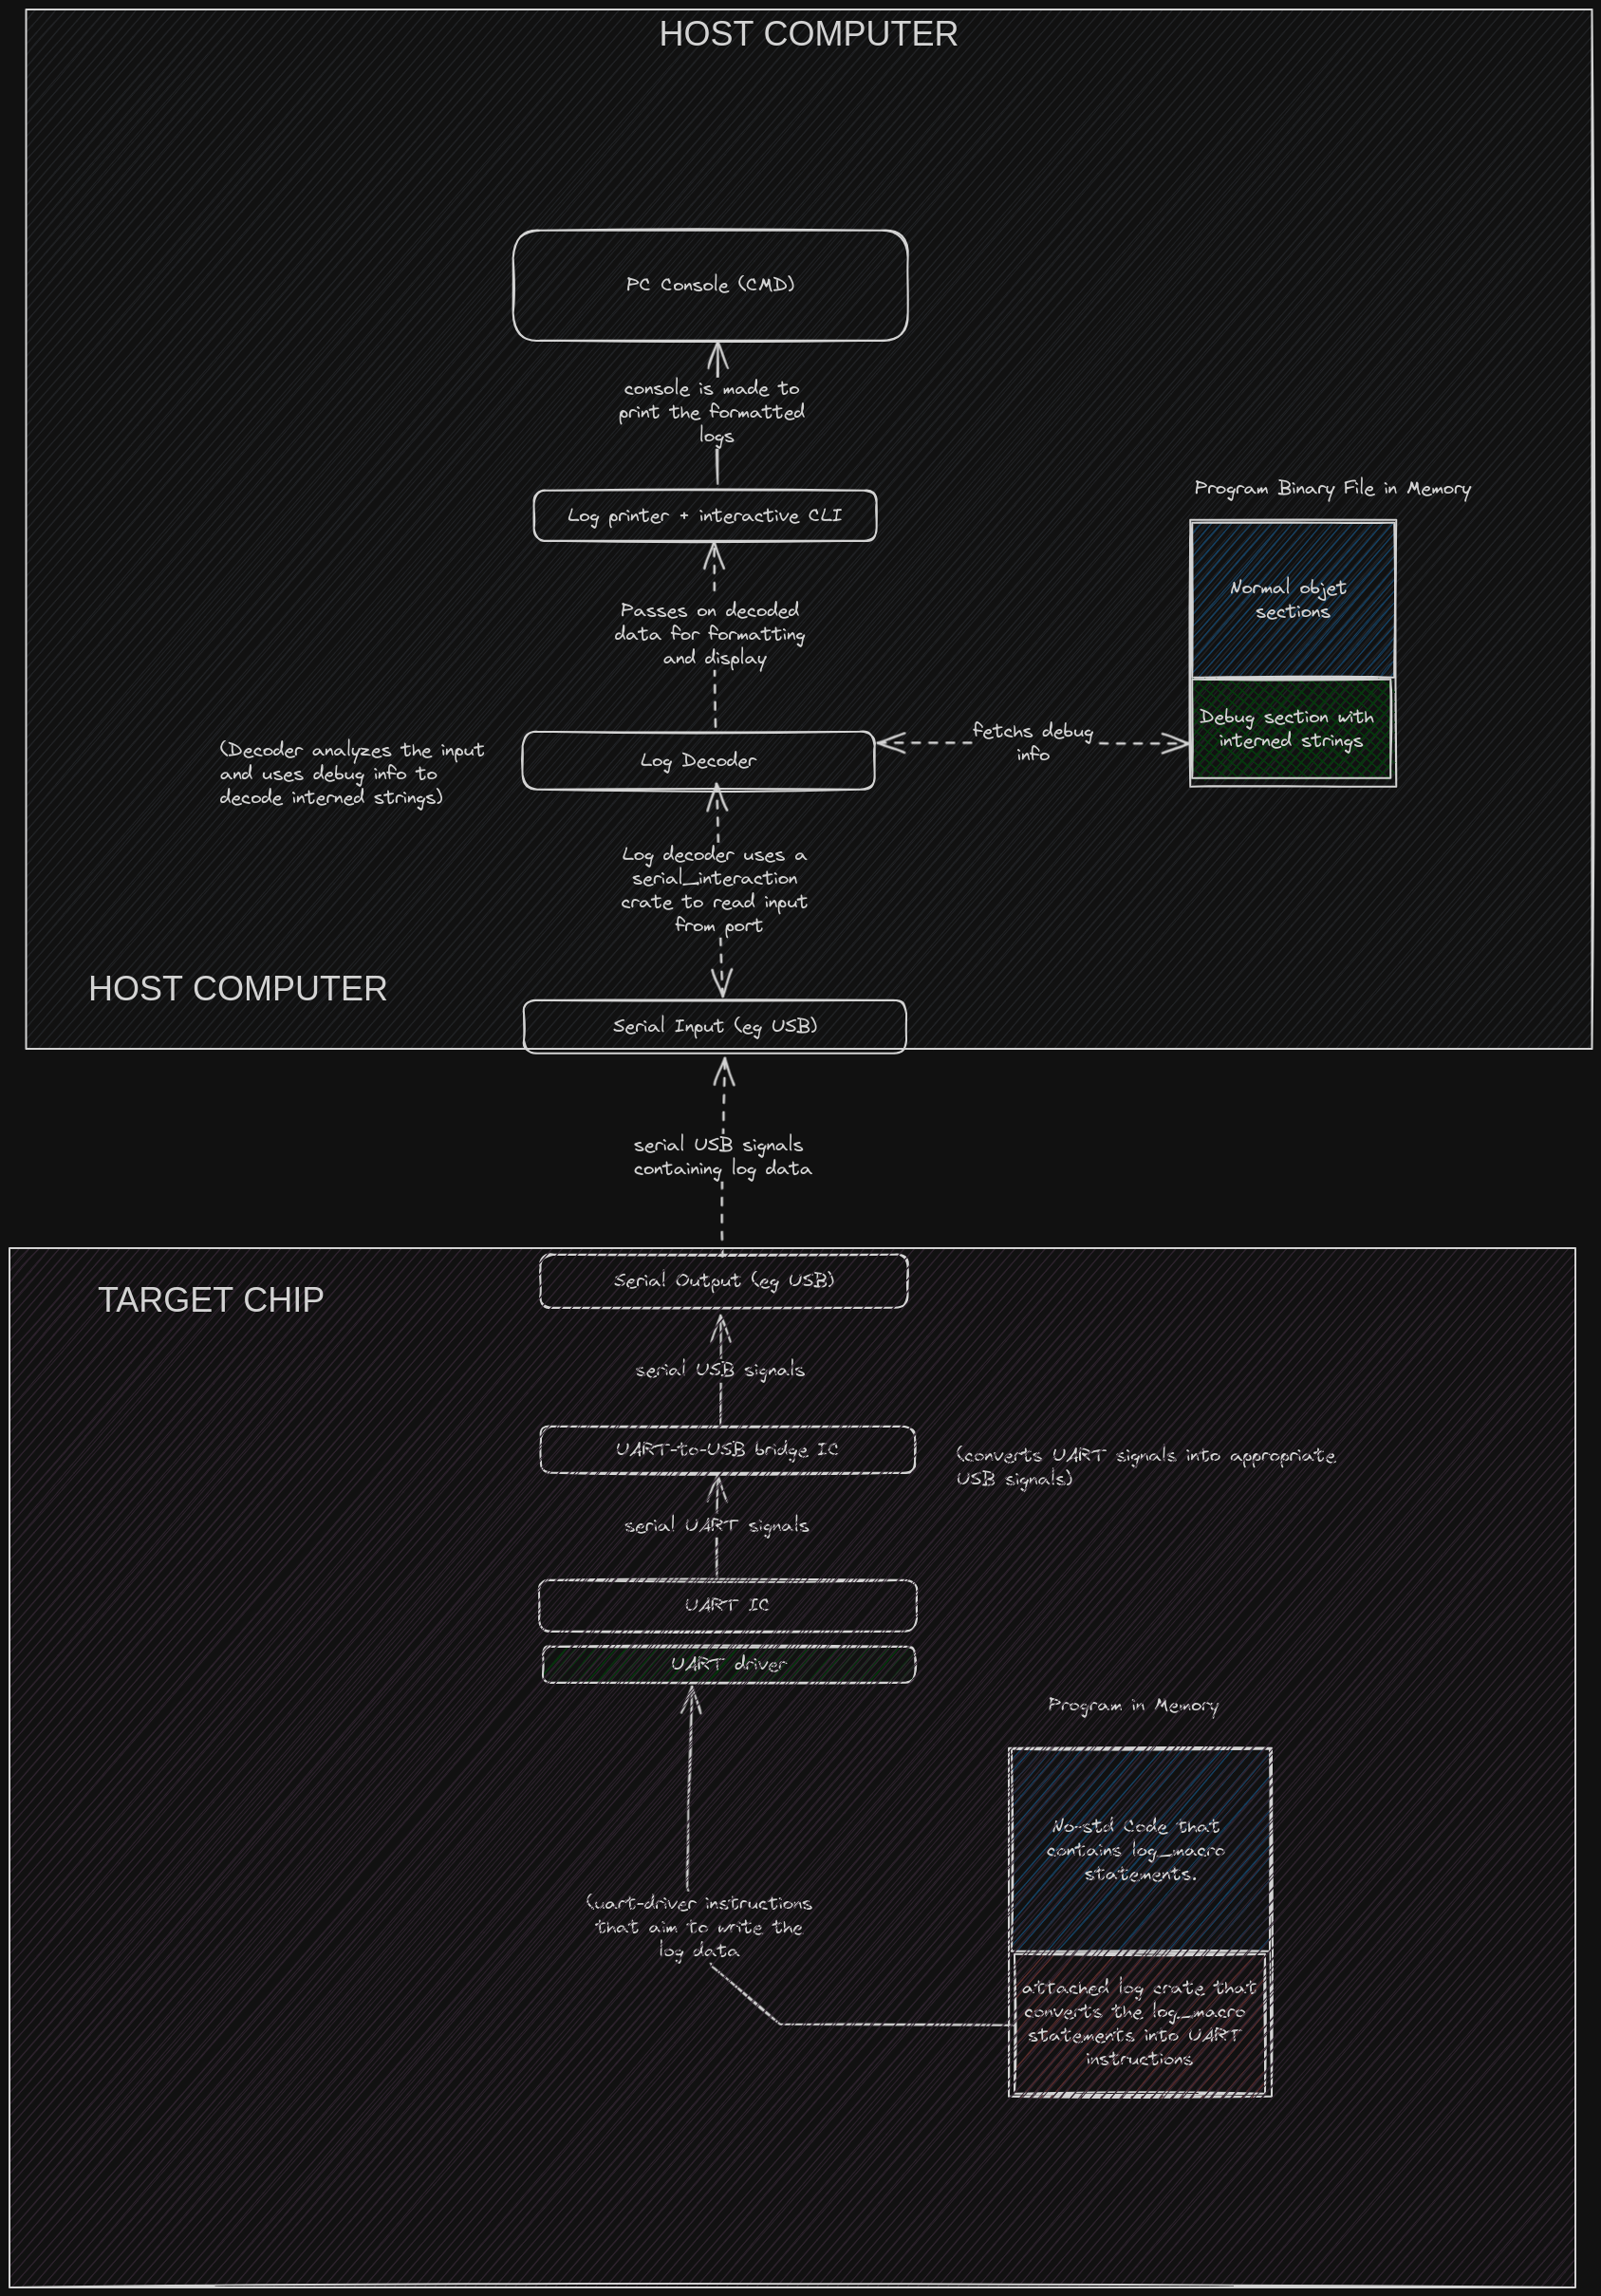 HOST COMPUTER
PC Console (CMD)
console is made to
print the formatted
logs
Log printer + interactive CLI
Program Binary File in Memory
Normal objet
sections
Passes on decoded
data for formatting
and display
Debug section with
interned strings
fetchs debug
info
Log Decoder
(Decoder analyzes the input
and uses debug info to
decode interned strings)
Log decoder uses a
serial_interaction
crate to read input
from port
HOST COMPUTER
Serial Input (eg USB)
serial USB signals
containing log data
TARGET CHIP
Serial Output (eg USB)
serial USB signals
UART-to-USB bridge IC
(converts UART signals into appropriate
USB signals)
serial UART signals
UART IC
UART driver
Program in Memory
No-std Code that
contains log_macro
statements.
(uart-driver instructions
that aim to write the
log data
attached log crate that
converts the log_macro
statements into UART
instructions